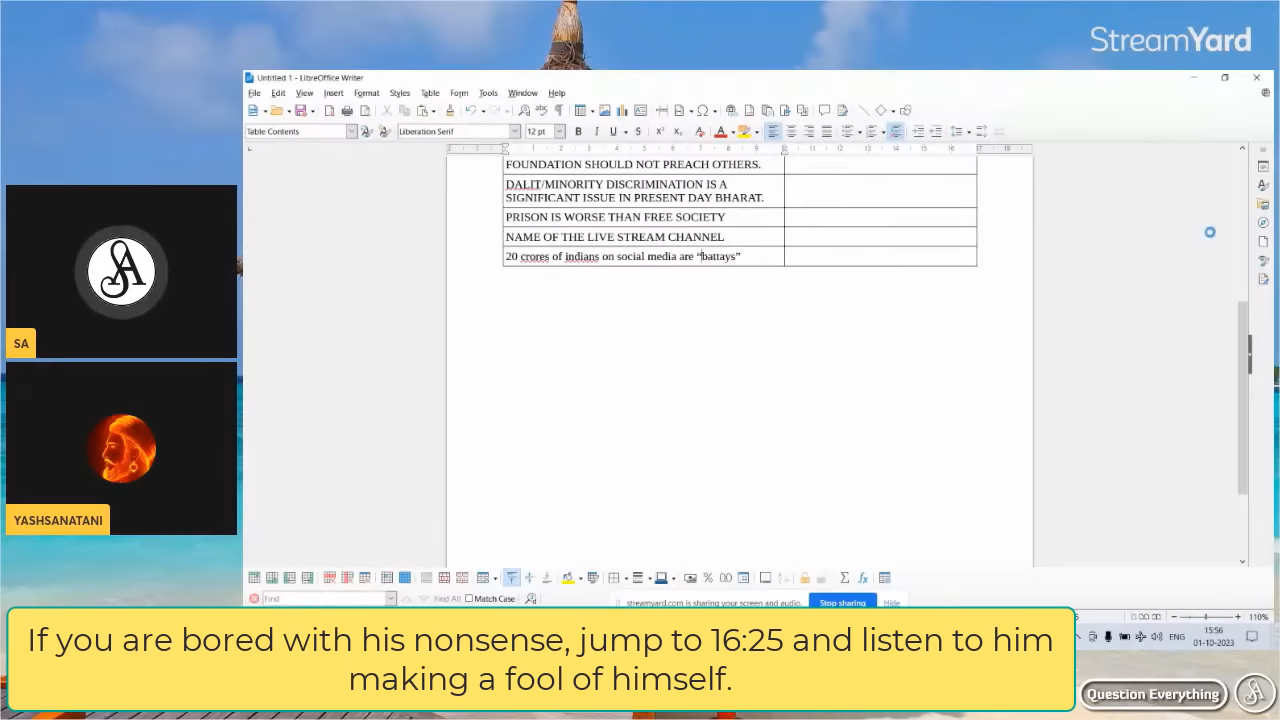 StreamYard
Untitled 1 - LibreOffice Writer
File Edit View Insert Format Styles Table Form Tools Window Help
Table Contents Liberation Serif 12 pt
FOUNDATION SHOULD NOT PREACH OTHERS.
DALIT/MINORITY DISCRIMINATION IS A
SIGNIFICANT ISSUE IN PRESENT DAY BHARAT.
PRISON IS WORSE THAN FREE SOCIETY
NAME OF THE LIVE STREAM CHANNEL
20 crores of indians on social media are “battays”
SA
SA
YASHSANATANI
Find Find All Match Case
streamyard.com is sharing your screen and audio. Stop sharing Hide
110%
ENG 15:56
01-10-2023
If you are bored with his nonsense, jump to 16:25 and listen to him
making a fool of himself.
Question Everything